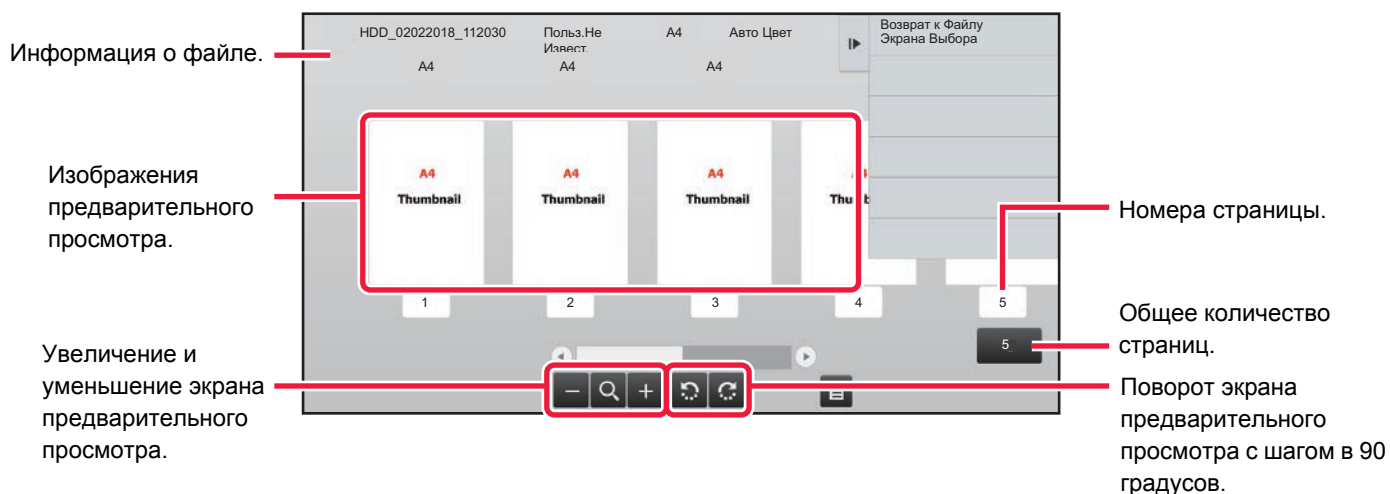 HDD_02022018_112030 Польз.Не Извест. A4 Авто Цвет
Возврат к Файлу
Экрана Выбора
Информация о файле.
A4 A4 A4
Изображения
предварительного
просмотра.
A4 A4 A4
Thumbnail Thumbnail Thumbnail
Номера страницы.
1 2 3 4 5
Общее количество
страниц.
5
Увеличение и
уменьшение экрана
предварительного
просмотра.
Поворот экрана
предварительного
просмотра с шагом в 90
градусов.